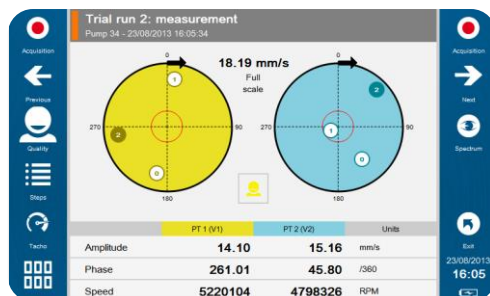 Trial run 2: measurement
Pump 34 - 23/08/2013 16:05:34
Acquisition
Previous
Quality
Steps
Tacho
0
1
2
0
270
90
180
18.19 mm/s
Full
scale
0
2
1
0
270
90
180
PT 1 (V1) PT 2 (V2) Units
Amplitude 14.10 15.16 mm/s
Phase 261.01 45.80 /360
Speed 5220104 4798326 RPM
Acquisition
Next
Spectrum
Exit
23/08/2013
16:05